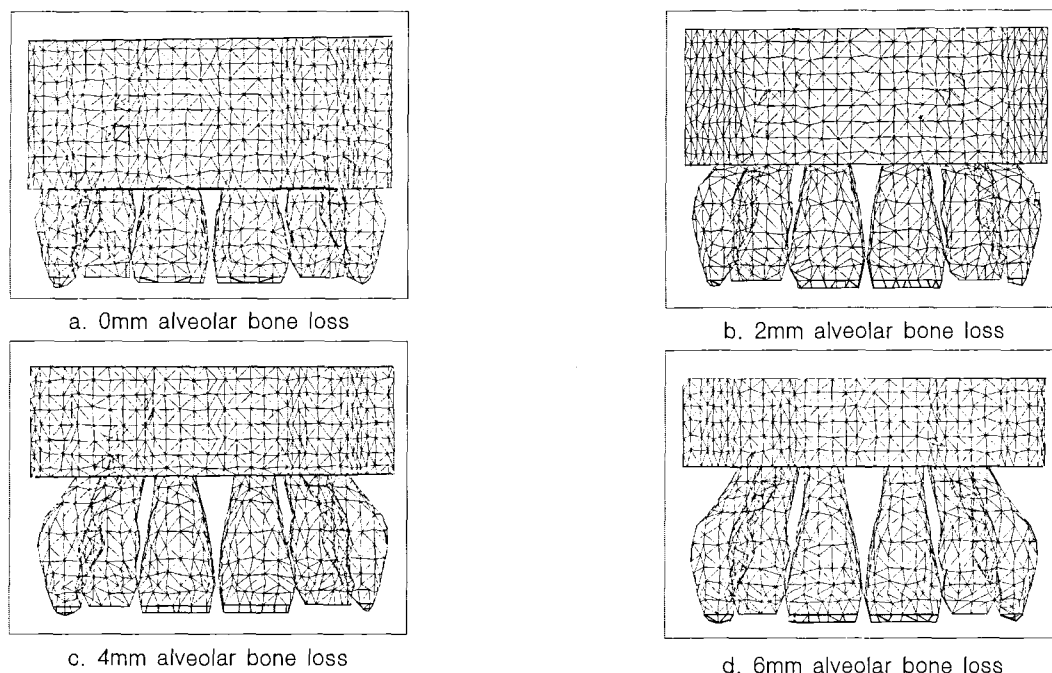 a. 0mm alveolar bone loss
b. 2mm alveolar bone loss
c. 4mm alveolar bone loss
d. 6mm alveolar bone loss